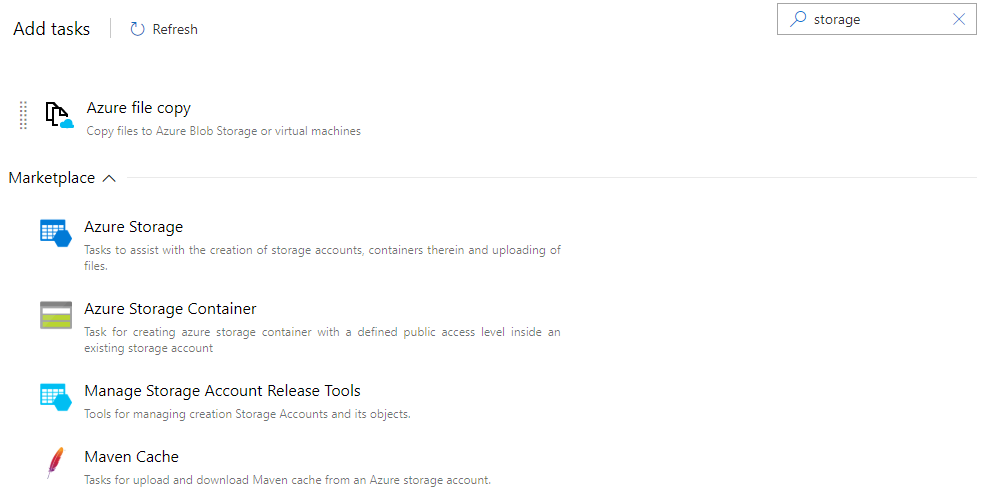 Add tasks
Refresh
storage
Azure file copy
Copy files to Azure Blob Storage or virtual machines
Marketplace
Azure Storage
Tasks to assist with the creation of storage accounts, containers therein and uploading of
files.
Azure Storage Container
Task for creating azure storage container with a defined public access level inside an
existing storage account
Manage Storage Account Release Tools
Tools for managing creation Storage Accounts and its objects.
Maven Cache
Tasks for upload and download Maven cache from an Azure storage account.